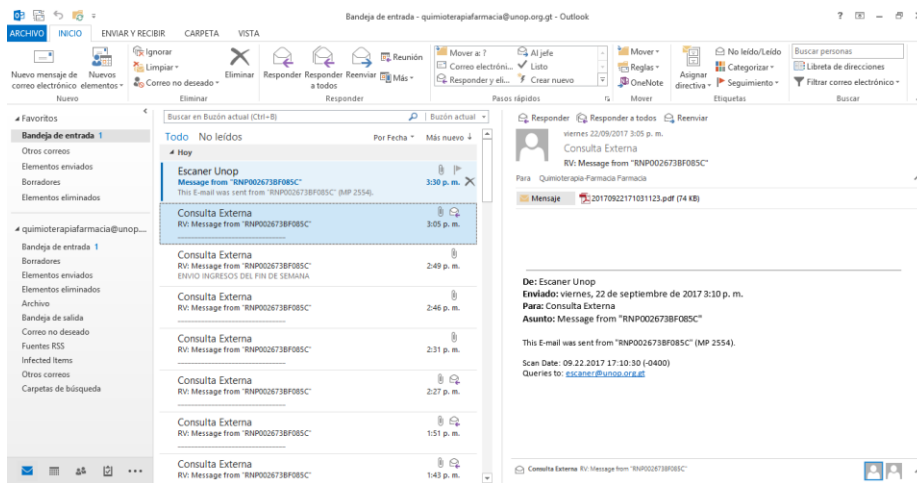 Bandeja de entrada - quimioterapiafarmacia@unop.org.gt - Outlook
ARCHIVO INICIO ENVIAR Y RECIBIR CARPETA VISTA
Nuevo mensaje de correo electrónico
Nuevos elementos
Nuevo
Ignorar
Limpiar
Correo no deseado
Eliminar
Eliminar
Responder
Responder a todos
Reenviar
Reunión
Más
Responder
Mover a: ?
Correo electróni...
Responder y eli...
Al jefe
Listo
Crear nuevo
Pasos rápidos
Mover
Reglas
OneNote
Mover
Asignar directiva
No leído/Leído
Categorizar
Seguimiento
Etiquetas
Buscar personas
Libreta de direcciones
Filtrar correo electrónico
Buscar
Favoritos
Bandeja de entrada 1
Otros correos
Elementos enviados
Borradores
Elementos eliminados
quimioterapiafarmacia@unop....
Bandeja de entrada 1
Borradores
Elementos enviados
Elementos eliminados
Archivo
Bandeja de salida
Correo no deseado
Fuentes RSS
Infected Items
Otros correos
Carpetas de búsqueda
Buscar en Buzón actual (Ctrl+B) Buzón actual
Todo No leídos Por Fecha Más nuevo
Hoy
Escaner Unop
Message from "RNP002673BF085C" 3:30 p. m.
This E-mail was sent from "RNP002673BF085C" (MP 2554).
Consulta Externa
RV: Message from "RNP002673BF085C" 3:05 p. m.
Consulta Externa
RV: Message from "RNP002673BF085C" 2:49 p. m.
ENVIO INGRESOS DEL FIN DE SEMANA
Consulta Externa
RV: Message from "RNP002673BF085C" 2:46 p. m.
Consulta Externa
RV: Message from "RNP002673BF085C" 2:31 p. m.
Consulta Externa
RV: Message from "RNP002673BF085C" 2:27 p. m.
Consulta Externa
RV: Message from "RNP002673BF085C" 1:51 p. m.
Consulta Externa
RV: Message from "RNP002673BF085C" 1:43 p. m.
Responder Responder a todos Reenviar
viernes 22/09/2017 3:05 p. m.
Consulta Externa
RV: Message from "RNP002673BF085C"
Para Quimioterapia-Farmacia Farmacia
Mensaje 20170922171031123.pdf (74 KB)
De: Escaner Unop
Enviado: viernes, 22 de septiembre de 2017 3:10 p. m.
Para: Consulta Externa
Asunto: Message from "RNP002673BF085C"
This E-mail was sent from "RNP002673BF085C" (MP 2554).
Scan Date: 09.22.2017 17:10:30 (-0400)
Queries to: escaner@unop.org.gt
Consulta Externa RV: Message from "RNP002673BF085C"